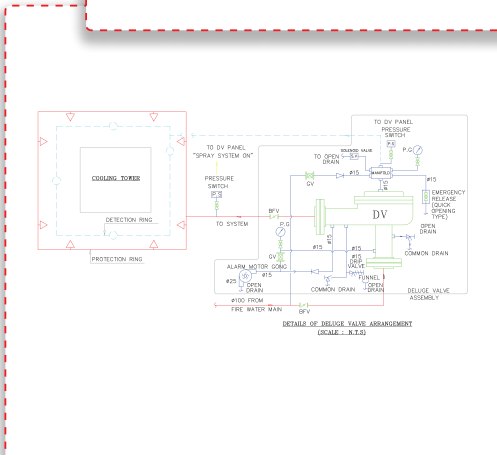 TO DV PANEL
PRESSURE
SWITCH
P.S
P.G
TO DV PANEL
"SPRAY SYSTEM ON"
SOLENOID VALVE
TO OPEN
DRAIN
MANIFOLD
PRESSURE
SWITCH
GV
ø15
ø15
ø15
COOLING TOWER
EMERGENCY
RELEASE
(QUICK
OPENING
TYPE)
DETECTION RING
TO SYSTEM
BFV
DV
P.G
OPEN
DRAIN
ø15
ø15
COMMON DRAIN
PROTECTION RING
GV
ø15
ALARM MOTOR GONG
ø15
DRIP
VALVE
ø25
ø15
FUNNEL
OPEN
DRAIN
COMMON DRAIN
OPEN
DRAIN
DELUGE VALVE
ASSEMBLY
ø100 FROM
FIRE WATER MAIN
BFV
DETAILS OF DELUGE VALVE ARRANGEMENT
(SCALE : N.T.S)